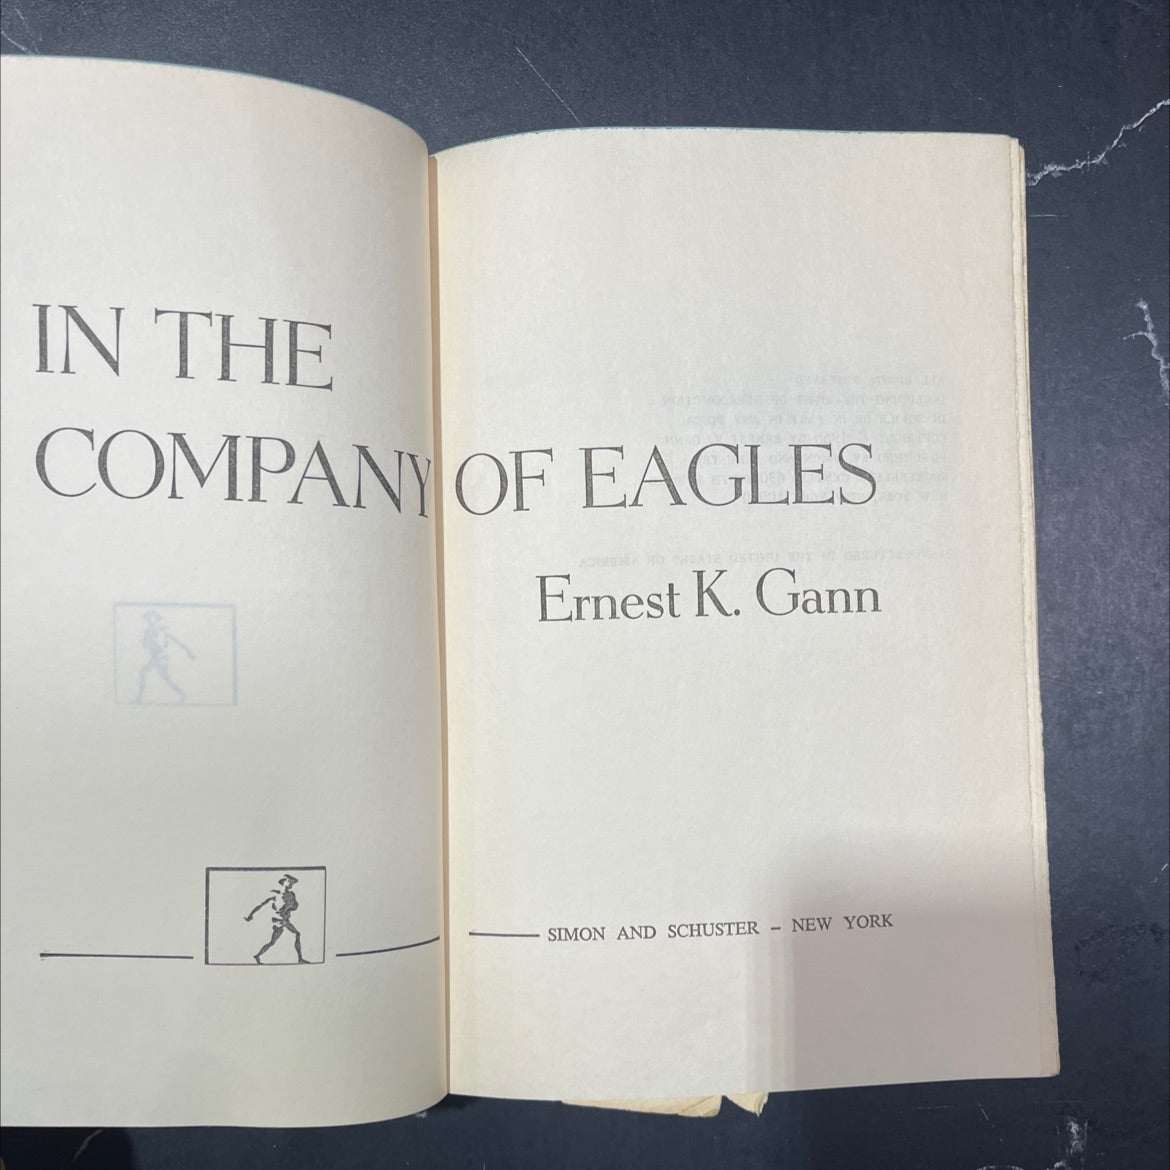 IN THE
COMPANY OF EAGLES
Ernest K. Gann
SIMON AND SCHUSTER – NEW YORK